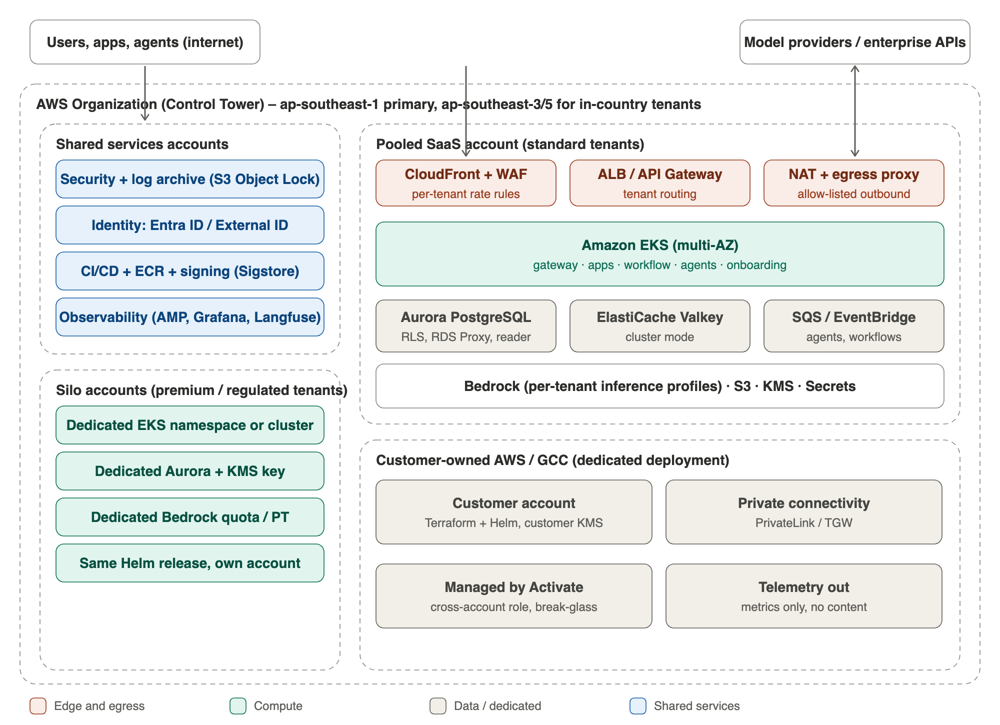 Users, apps, agents (internet)
Model providers / enterprise APIs
AWS Organization (Control Tower) – ap-southeast-1 primary, ap-southeast-3/5 for in-country tenants
Shared services accounts
Security + log archive (S3 Object Lock)
Identity: Entra ID / External ID
CI/CD + ECR + signing (Sigstore)
Observability (AMP, Grafana, Langfuse)
Pooled SaaS account (standard tenants)
CloudFront + WAF
per-tenant rate rules
ALB / API Gateway
tenant routing
NAT + egress proxy
allow-listed outbound
Amazon EKS (multi-AZ)
gateway · apps · workflow · agents · onboarding
Aurora PostgreSQL
RLS, RDS Proxy, reader
ElastiCache Valkey
cluster mode
SQS / EventBridge
agents, workflows
Bedrock (per-tenant inference profiles) · S3 · KMS · Secrets
Silo accounts (premium / regulated tenants)
Dedicated EKS namespace or cluster
Dedicated Aurora + KMS key
Dedicated Bedrock quota / PT
Same Helm release, own account
Customer-owned AWS / GCC (dedicated deployment)
Customer account
Terraform + Helm, customer KMS
Private connectivity
PrivateLink / TGW
Managed by Activate
cross-account role, break-glass
Telemetry out
metrics only, no content
Edge and egress
Compute
Data / dedicated
Shared services